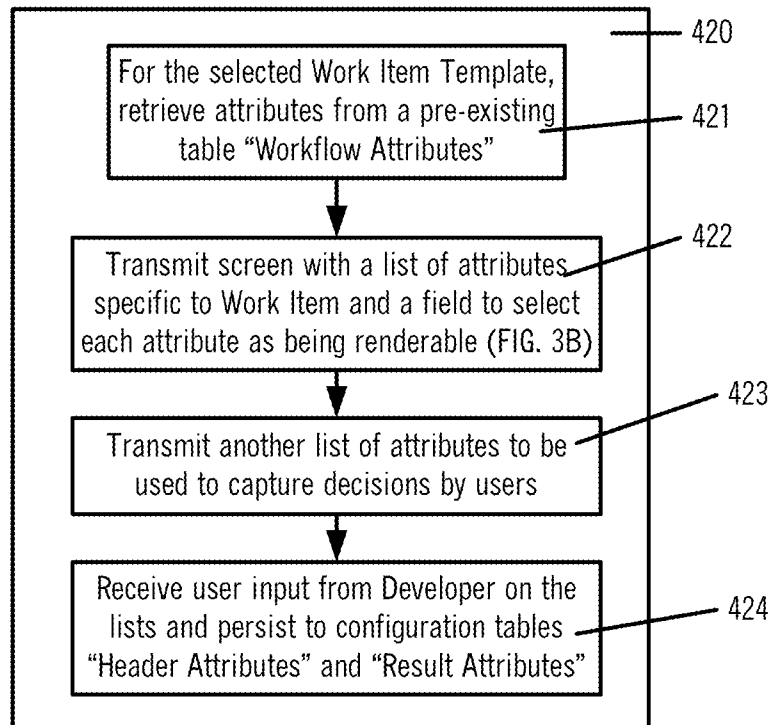 420
For the selected Work Item Template,
retrieve attributes from a pre-existing
table “Workflow Attributes”
421
Transmit screen with a list of attributes
specific to Work Item and a field to select
each attribute as being renderable (FIG. 3B)
422
Transmit another list of attributes to be
used to capture decisions by users
423
Receive user input from Developer on the
lists and persist to configuration tables
“Header Attributes” and “Result Attributes”
424